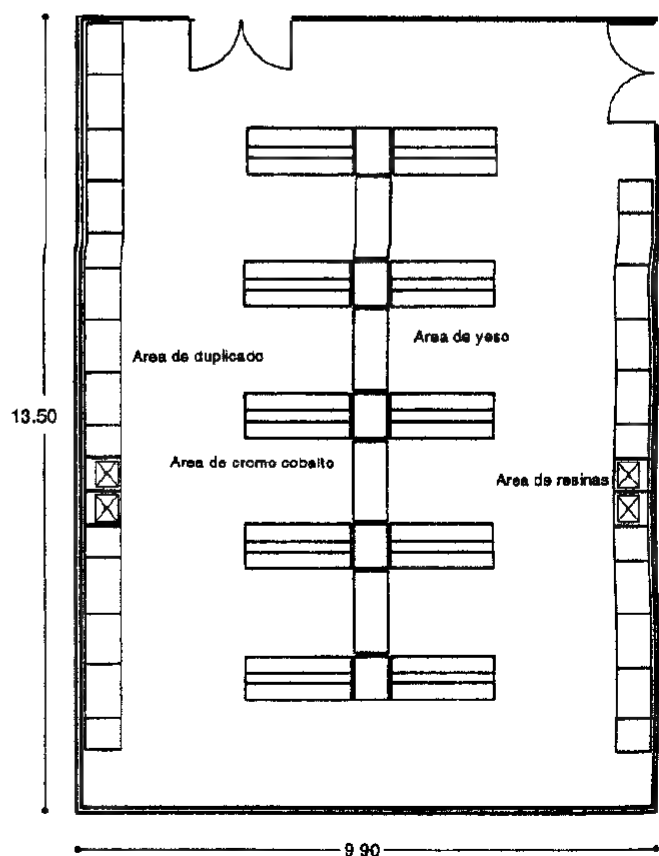 Area de yeso
Area de duplicado
13.50
Area de cromo cobalto
Area de resinas
9.90